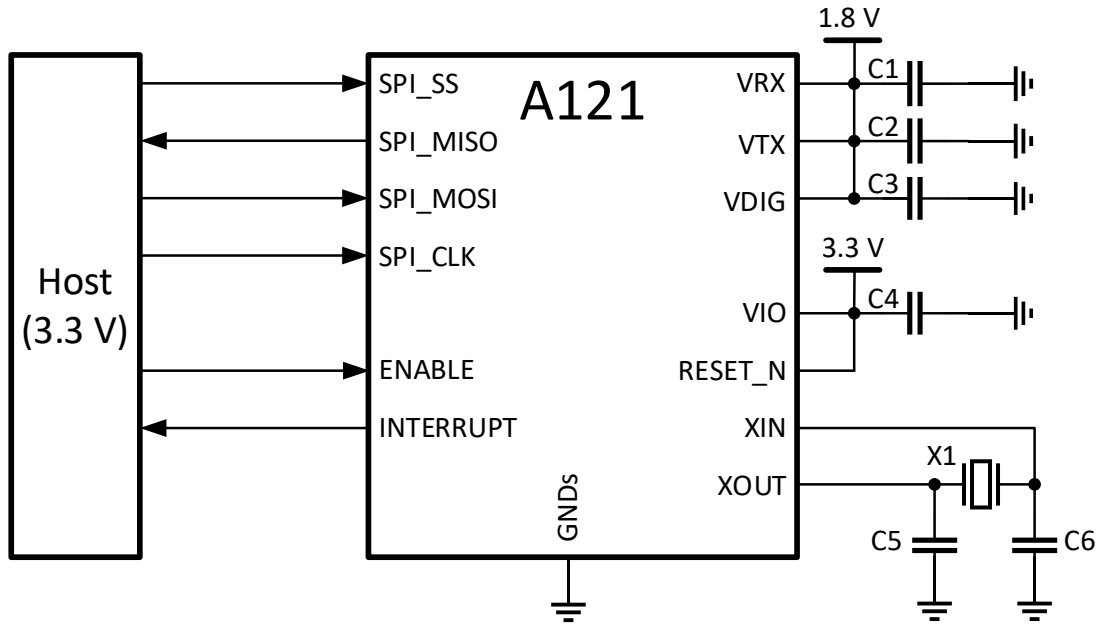 1.8 V
A121
SPI_SS
SPI_MISO
SPI_MOSI
SPI_CLK
ENABLE
INTERRUPT
Host
(3.3 V)
GNDs
VRX
VTX
VDIG
VIO
RESET_N
XIN
XOUT
C1
C2
C3
3.3 V
C4
X1
C5
C6